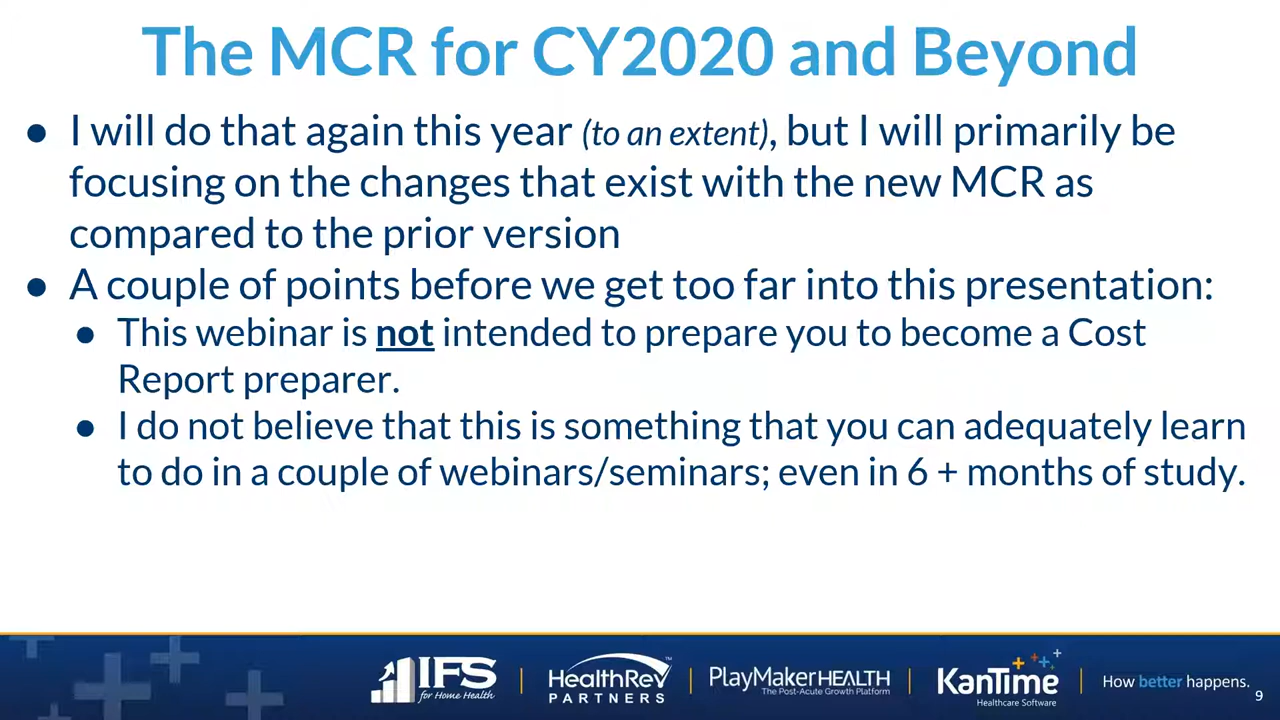 The MCR for CY2020 and Beyond
● I will do that again this year (to an extent), but I will primarily be
focusing on the changes that exist with the new MCR as
compared to the prior version
● A couple of points before we get too far into this presentation:
● This webinar is not intended to prepare you to become a Cost
Report preparer.
● I do not believe that this is something that you can adequately learn
to do in a couple of webinars/seminars; even in 6 + months of study.
IFS
for Home Health
HealthRev
PARTNERS
PlayMakerHEALTH
The Post-Acute Growth Platform
KanTime
Healthcare Software
How better happens.
9